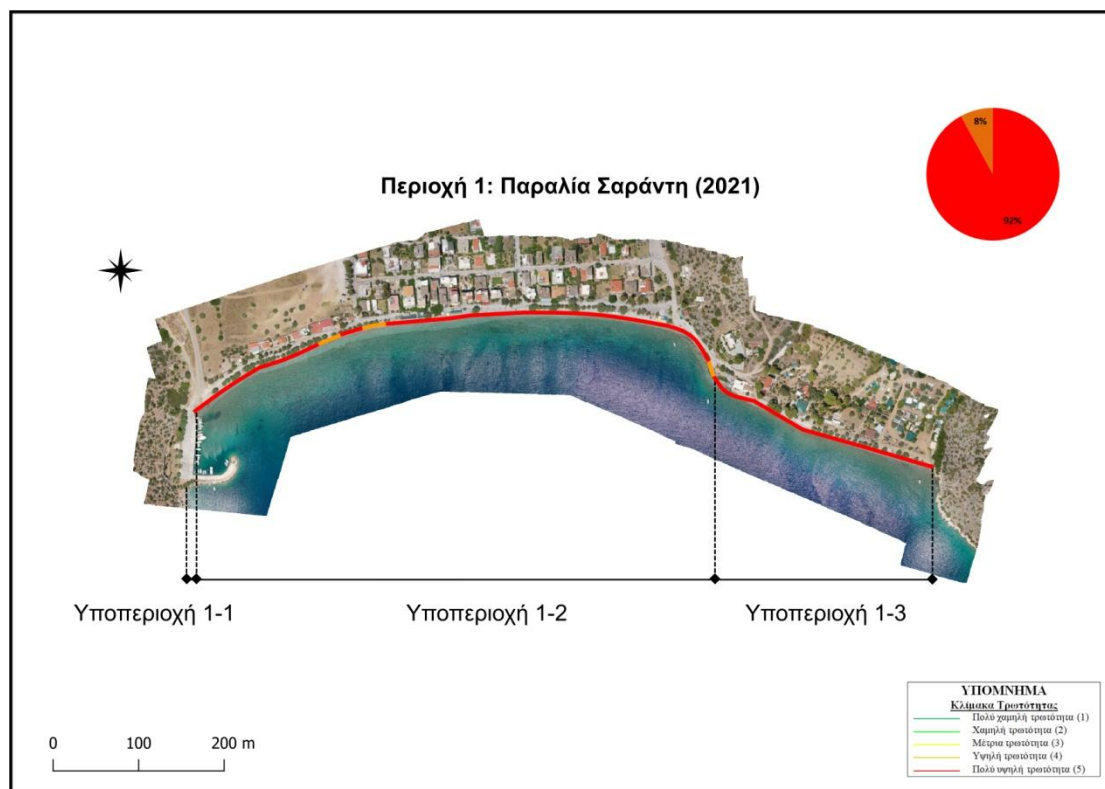 8%
92%
Περιοχή 1: Παραλία Σαράντη (2021)
Υποπεριοχή 1-1
Υποπεριοχή 1-2
Υποπεριοχή 1-3
ΥΠΟΜΝΗΜΑ
Κλίμακα Τρωτότητας
Πολύ χαμηλή τρωτότητα (1)
Χαμηλή τρωτότητα (2)
Μέτρια τρωτότητα (3)
Υψηλή τρωτότητα (4)
Πολύ υψηλή τρωτότητα (5)
0 100 200 m